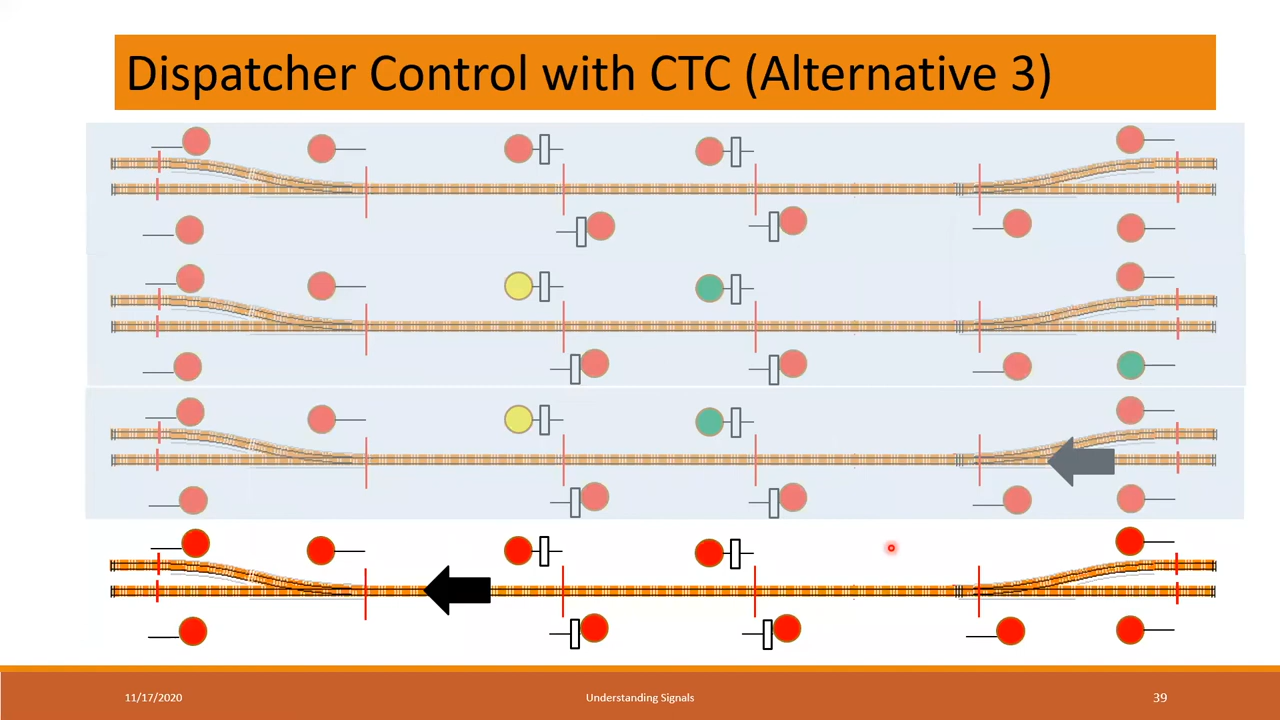 Dispatcher Control with CTC (Alternative 3)
11/17/2020
Understanding Signals
39